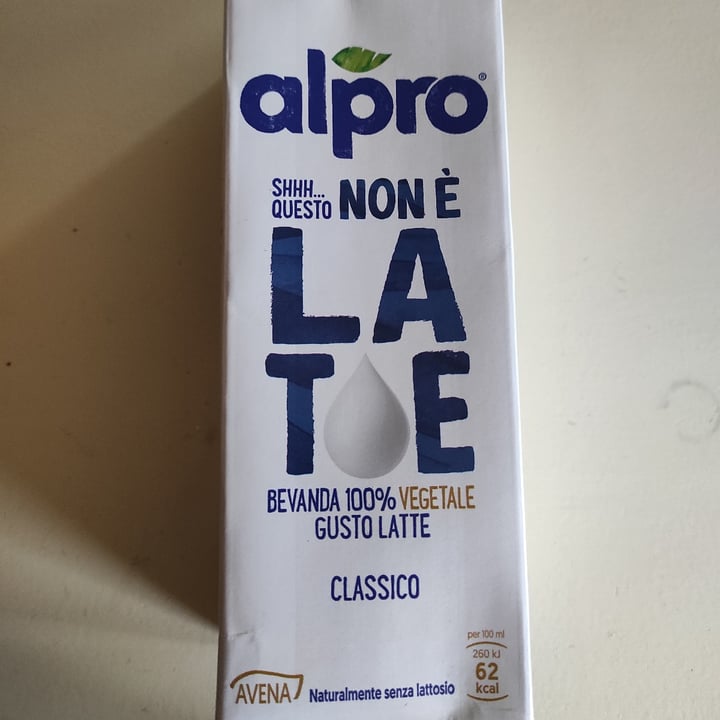 alpro®
SHHH...
QUESTO NON È
LA
T E
BEVANDA 100% VEGETALE
GUSTO LATTE
CLASSICO
per 100 ml
260 kJ
62
kcal
AVENA
Naturalmente senza lattosio